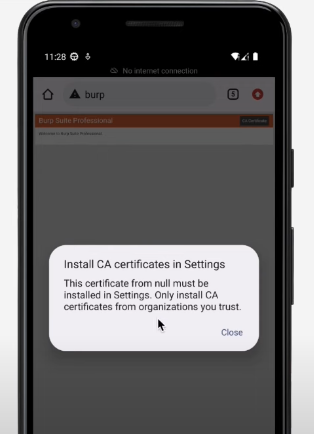 11:28
No internet connection
burp
5
Burp Suite Professional
CA Certificate
Welcome to Burp Suite Professional.
Install CA certificates in Settings
This certificate from null must be
installed in Settings. Only install CA
certificates from organizations you trust.
Close